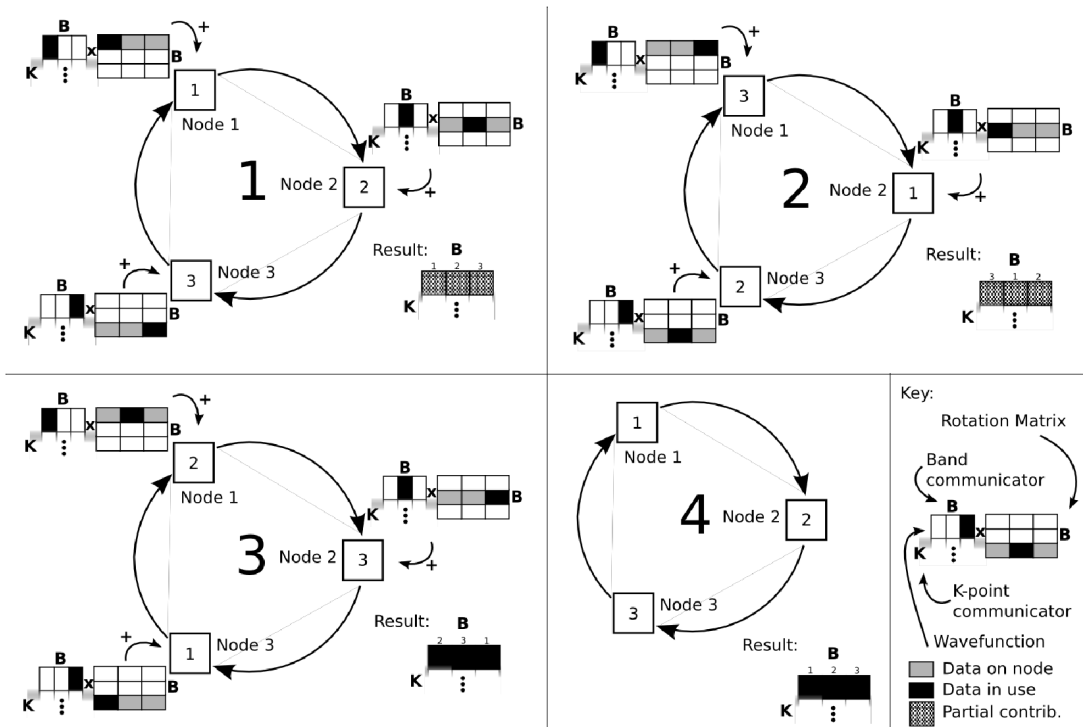 B
+
x
B
K
1
Node 1
B
x
B
K
1
Node 2
2
+
+
3
Node 3
Result:
B
1 2 3
K
B
x
B
K
B
+
x
B
K
3
Node 1
B
x
B
K
2
Node 2
1
+
+
2
Node 3
Result:
B
3 1 2
K
B
x
B
K
B
+
x
B
K
2
Node 1
B
x
B
K
3
Node 2
3
+
+
1
Node 3
Result:
B
2 3 1
K
B
x
B
K
1
Node 1
4
Node 2
2
3
Node 3
Result:
B
1 2 3
K
Key:
Rotation Matrix
Band
communicator
B
x
B
K
K-point
communicator
Wavefunction
Data on node
Data in use
Partial contrib.